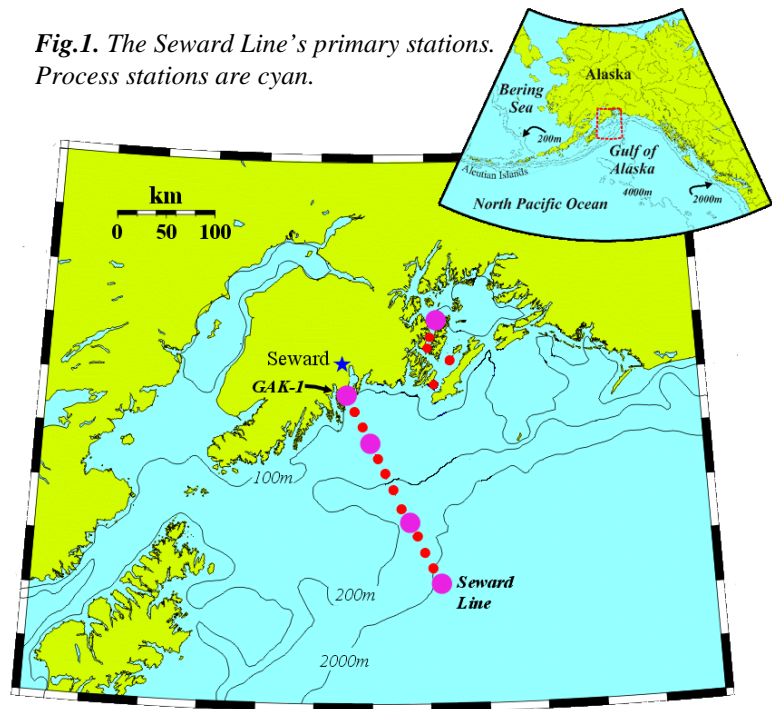 Fig.1. The Seward Line's primary stations.
Process stations are cyan.
Alaska
Bering
Sea
200m
Gulf of
Alaska
Aleutian Islands
4000m
2000m
North Pacific Ocean
km
0 50 100
Seward
GAK-1
100m
200m
2000m
Seward
Line